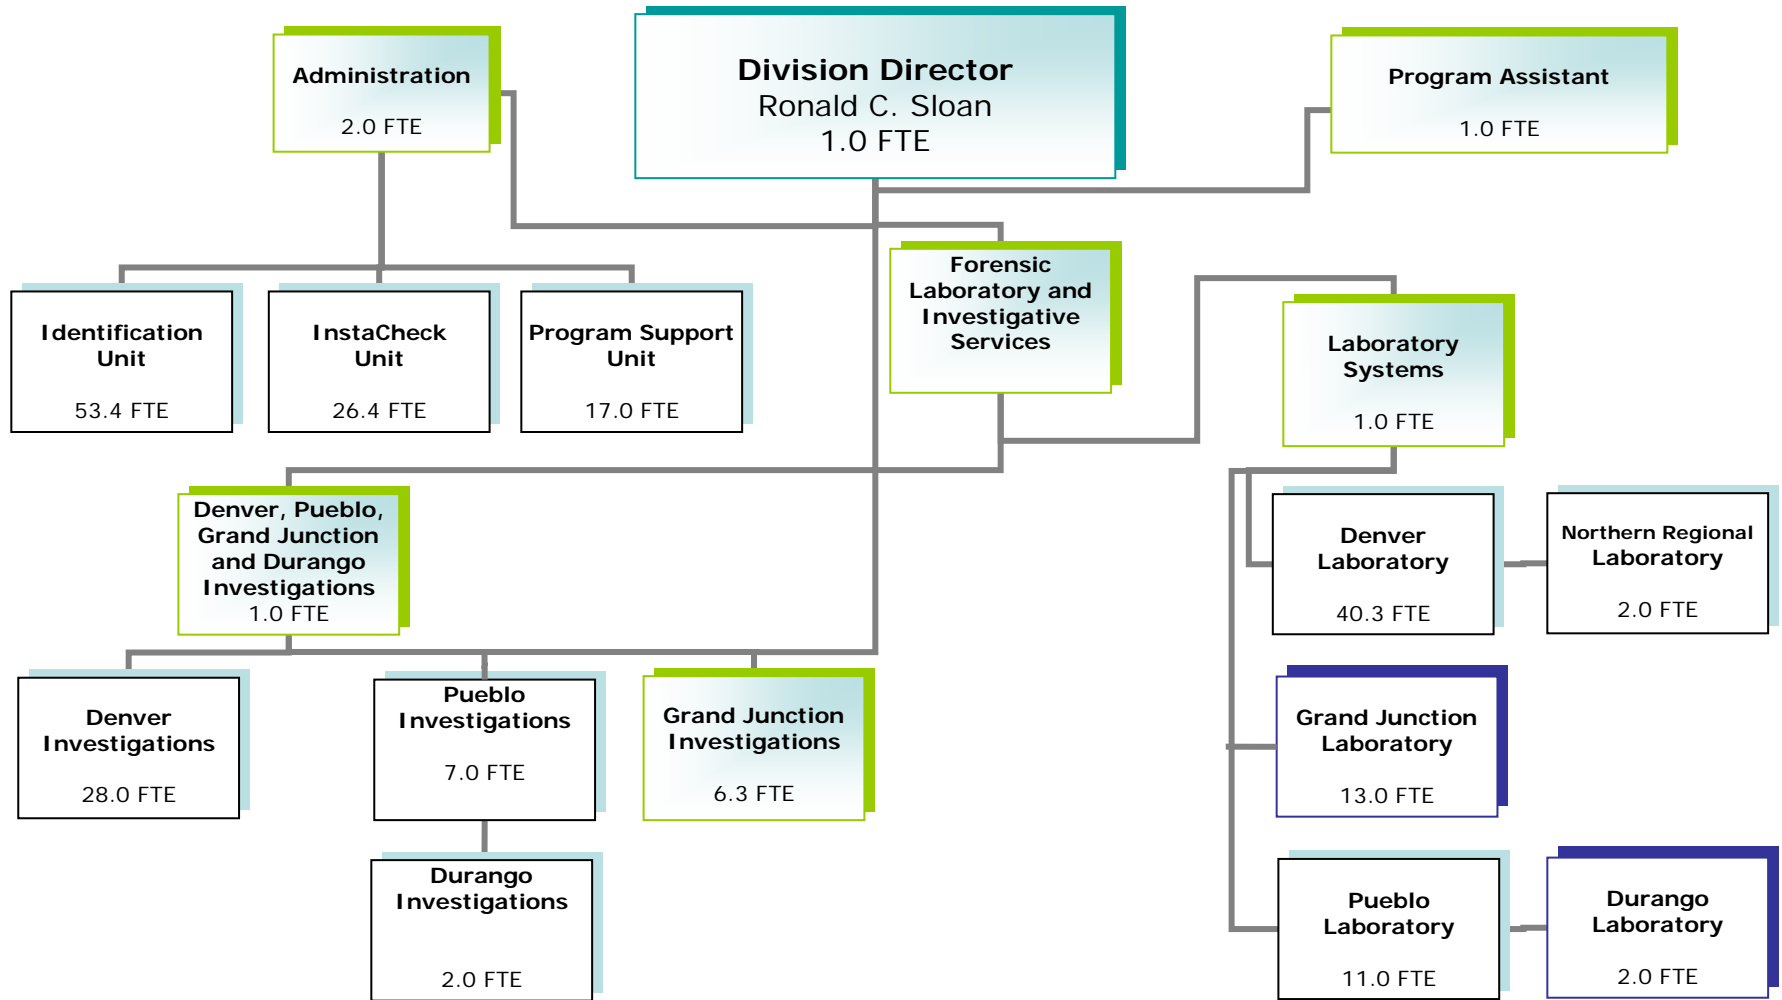 Administration
2.0 FTE
Division Director
Ronald C. Sloan
1.0 FTE
Program Assistant
1.0 FTE
Identification
Unit
53.4 FTE
InstaCheck
Unit
26.4 FTE
Program Support
Unit
17.0 FTE
Forensic
Laboratory and
Investigative
Services
Laboratory
Systems
1.0 FTE
Denver, Pueblo,
Grand Junction
and Durango
Investigations
1.0 FTE
Denver
Laboratory
40.3 FTE
Northern Regional
Laboratory
2.0 FTE
Denver
Investigations
28.0 FTE
Pueblo
Investigations
7.0 FTE
Grand Junction
Investigations
6.3 FTE
Grand Junction
Laboratory
13.0 FTE
Durango
Investigations
2.0 FTE
Pueblo
Laboratory
11.0 FTE
Durango
Laboratory
2.0 FTE